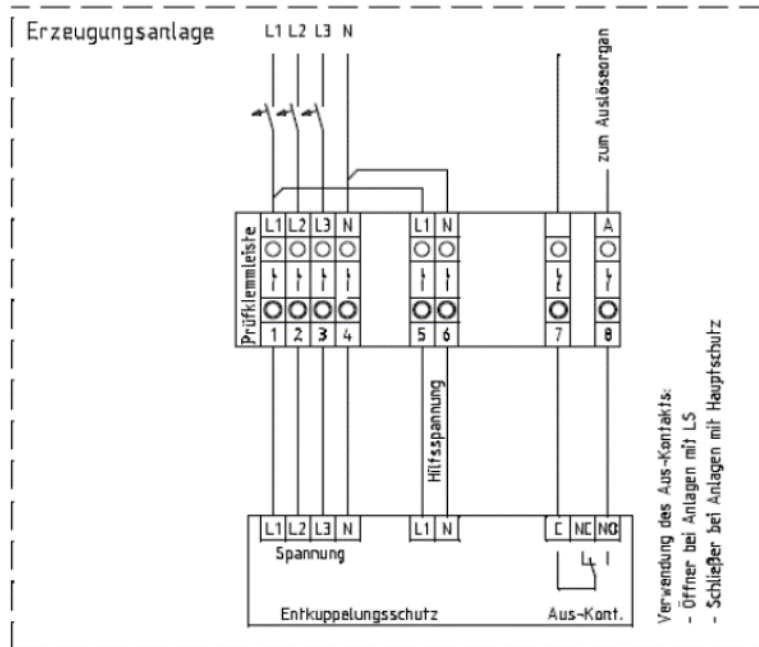 Erzeugungsanlage
L1 L2 L3 N
zum Auslöseorgan
Prüfklemmleiste
L1 L2 L3 N L1 N A
1 2 3 4 5 6 7 8
Hilfsspannung
L1 L2 L3 N L1 N C NC NO
Spannung
Entkuppelungsschutz Aus-Kont.
Verwendung des Aus-Kontakts:
- Öffner bei Anlagen mit LS
- Schließer bei Anlagen mit Hauptschutz